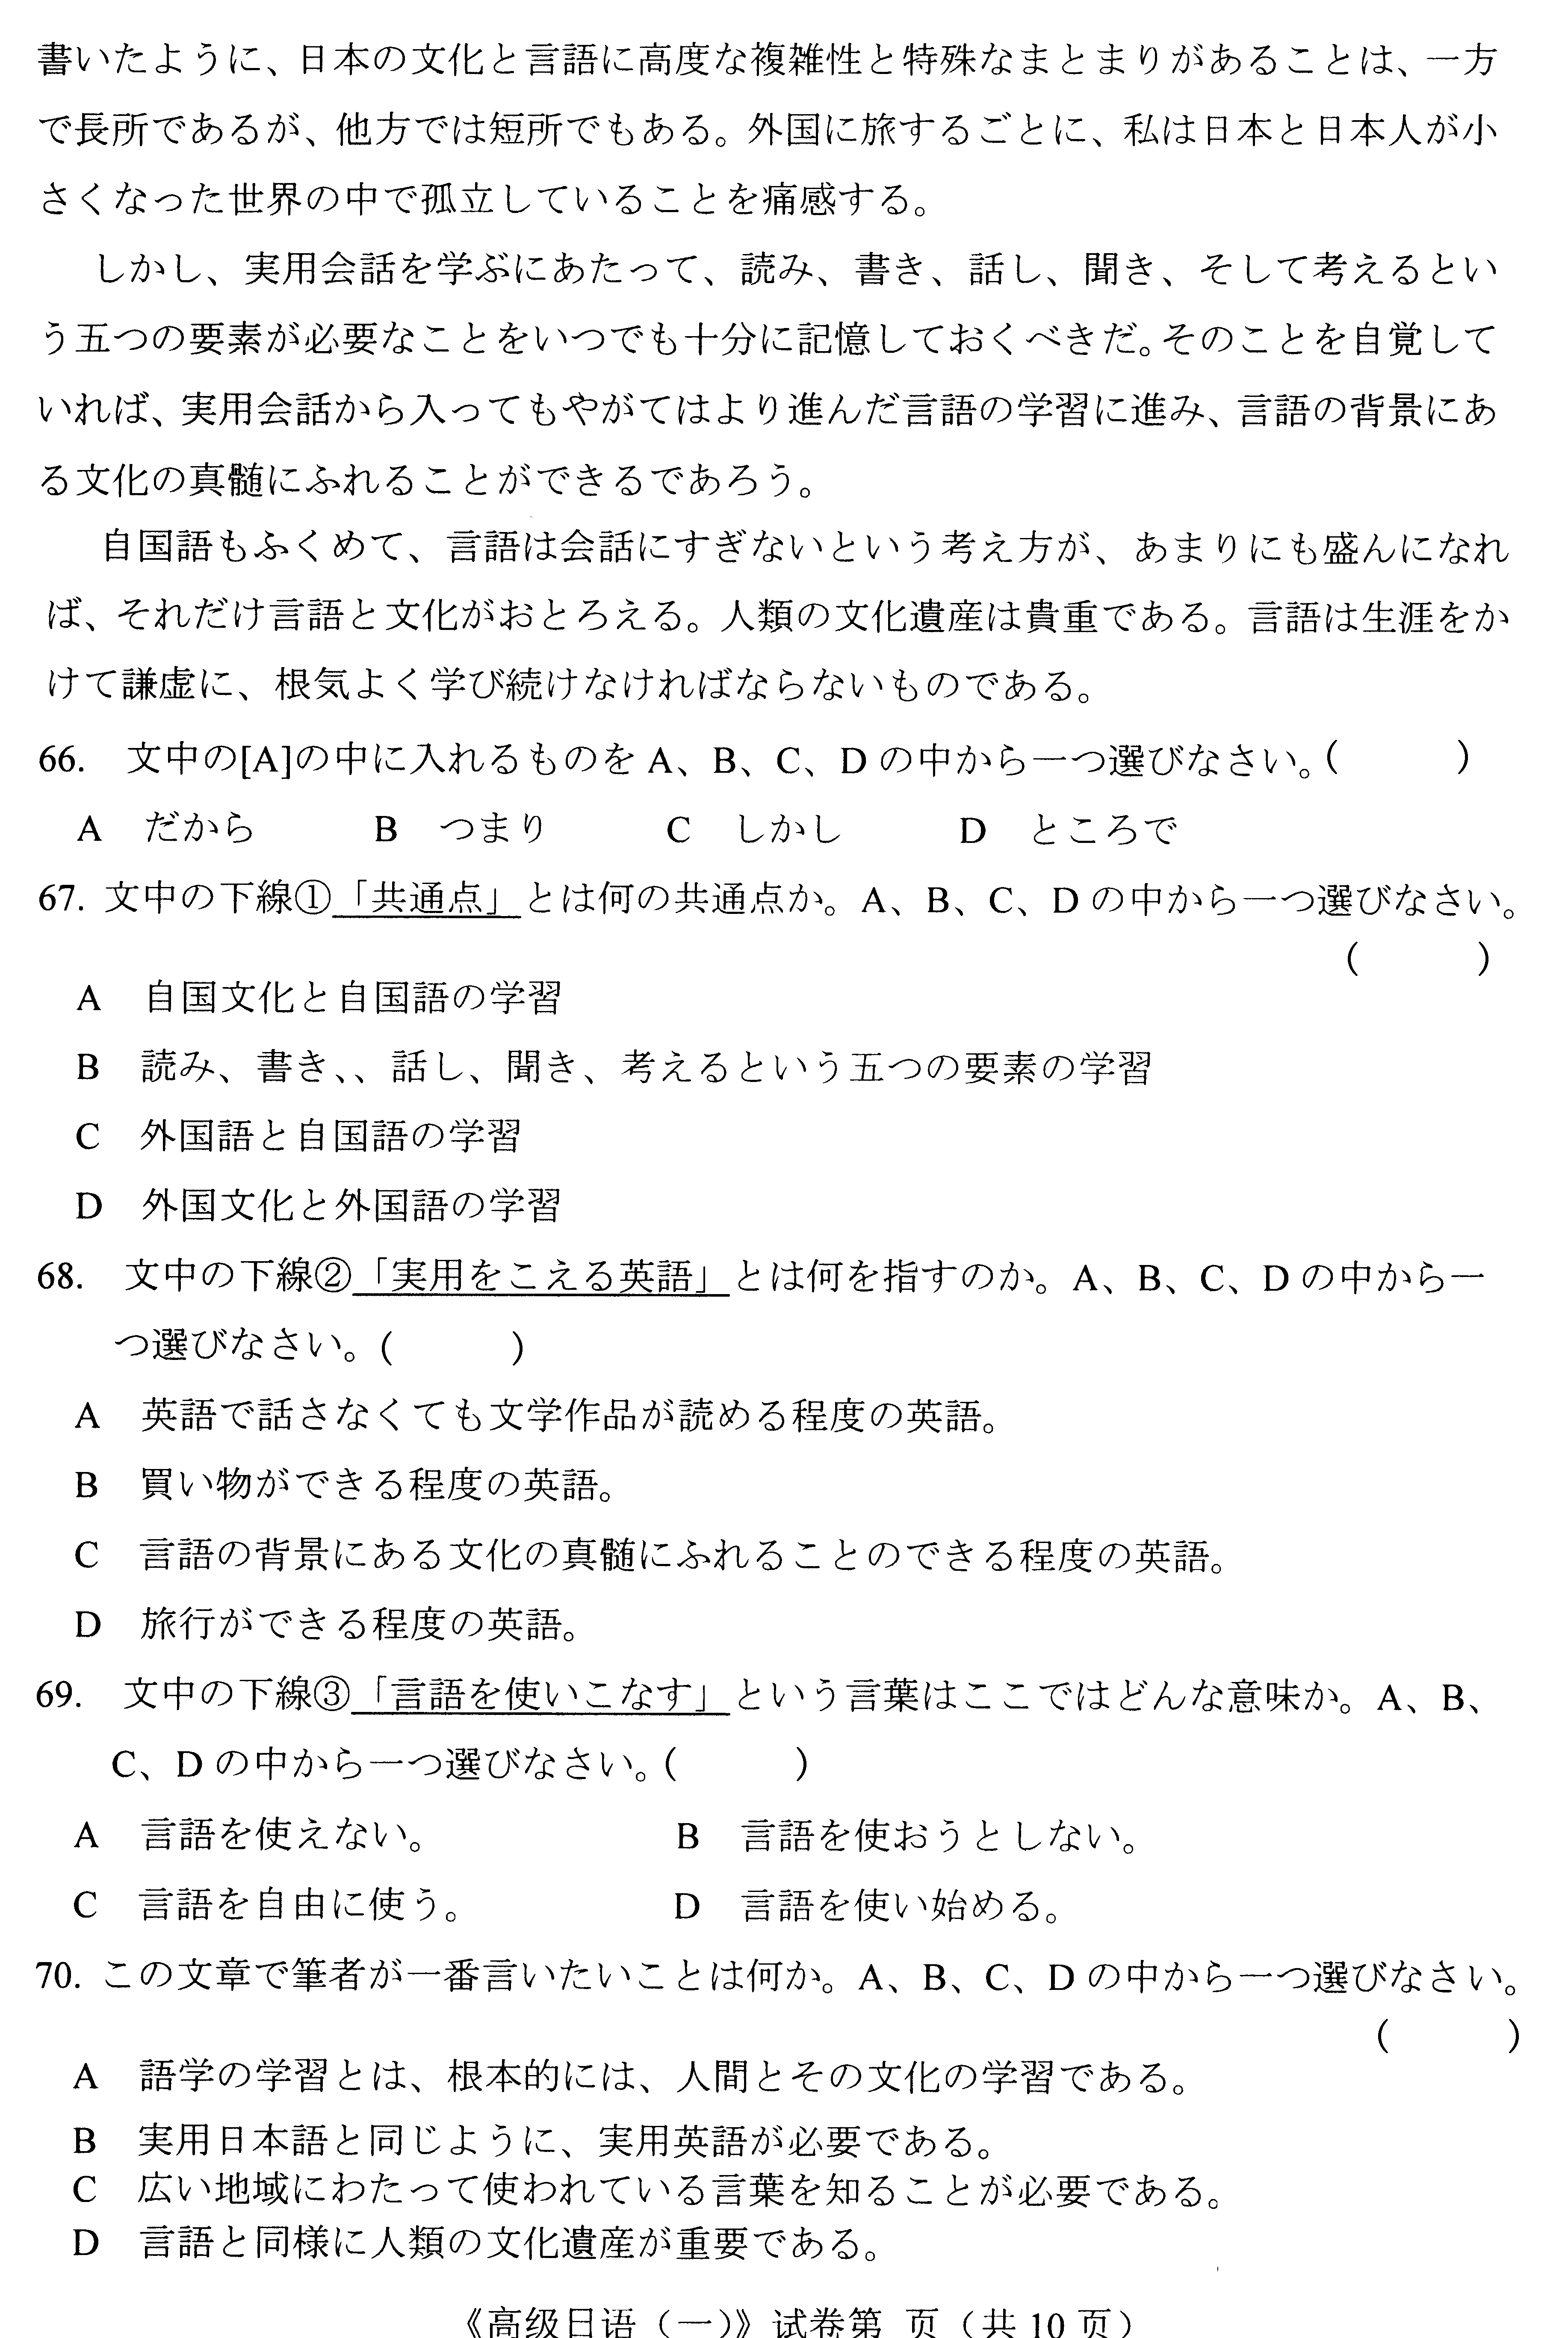 書いたように、日本の文化と言語に高度な複雑性と特殊なまとまりがあることは、一方
で長所であるが、他方では短所でもある。外国に旅するごとに、私は日本と日本人が小
さくなった世界の中で孤立していることを痛感する。
しかし、実用会話を学ぶにあたって、読み、書き、話し、聞き、そして考えるとい
う五つの要素が必要なことをいつでも十分に記憶しておくべきだ。そのことを自覚して
いれば、実用会話から入ってもやがてはより進んだ言語の学習に進み、言語の背景にあ
る文化の真髄にふれることができるであろう。
自国語もふくめて、言語は会話にすぎないという考え方が、あまりにも盛んになれ
ば、それだけ言語と文化がおとろえる。人類の文化遺産は貴重である。言語は生涯をか
けて謙虚に、根気よく学び続けなければならないものである。
66. 文中の[A]の中に入れるものを A、B、C、D の中から一つ選びなさい。( )
A だから B つまり C しかし D ところで
67. 文中の下線①「共通点」とは何の共通点か。A、B、C、D の中から一つ選びなさい。
( )
A 自国文化と自国語の学習
B 読み、書き、、話し、聞き、考えるという五つの要素の学習
C 外国語と自国語の学習
D 外国文化と外国語の学習
68. 文中の下線②「実用をこえる英語」とは何を指すのか。A、B、C、D の中から一
つ選びなさい。( )
A 英語で話さなくても文学作品が読める程度の英語。
B 買い物ができる程度の英語。
C 言語の背景にある文化の真髄にふれることのできる程度の英語。
D 旅行ができる程度の英語。
69. 文中の下線③「言語を使いこなす」という言葉はここではどんな意味か。A、B、
C、D の中から一つ選びなさい。( )
A 言語を使えない。 B 言語を使おうとしない。
C 言語を自由に使う。 D 言語を使い始める。
70. この文章で筆者が一番言いたいことは何か。A、B、C、D の中から一つ選びなさい。
( )
A 語学の学習とは、根本的には、人間とその文化の学習である。
B 実用日本語と同じように、実用英語が必要である。
C 広い地域にわたって使われている言葉を知ることが必要である。
D 言語と同様に人類の文化遺産が重要である。
《高级日语（一）》试卷第 页（共 10 页）